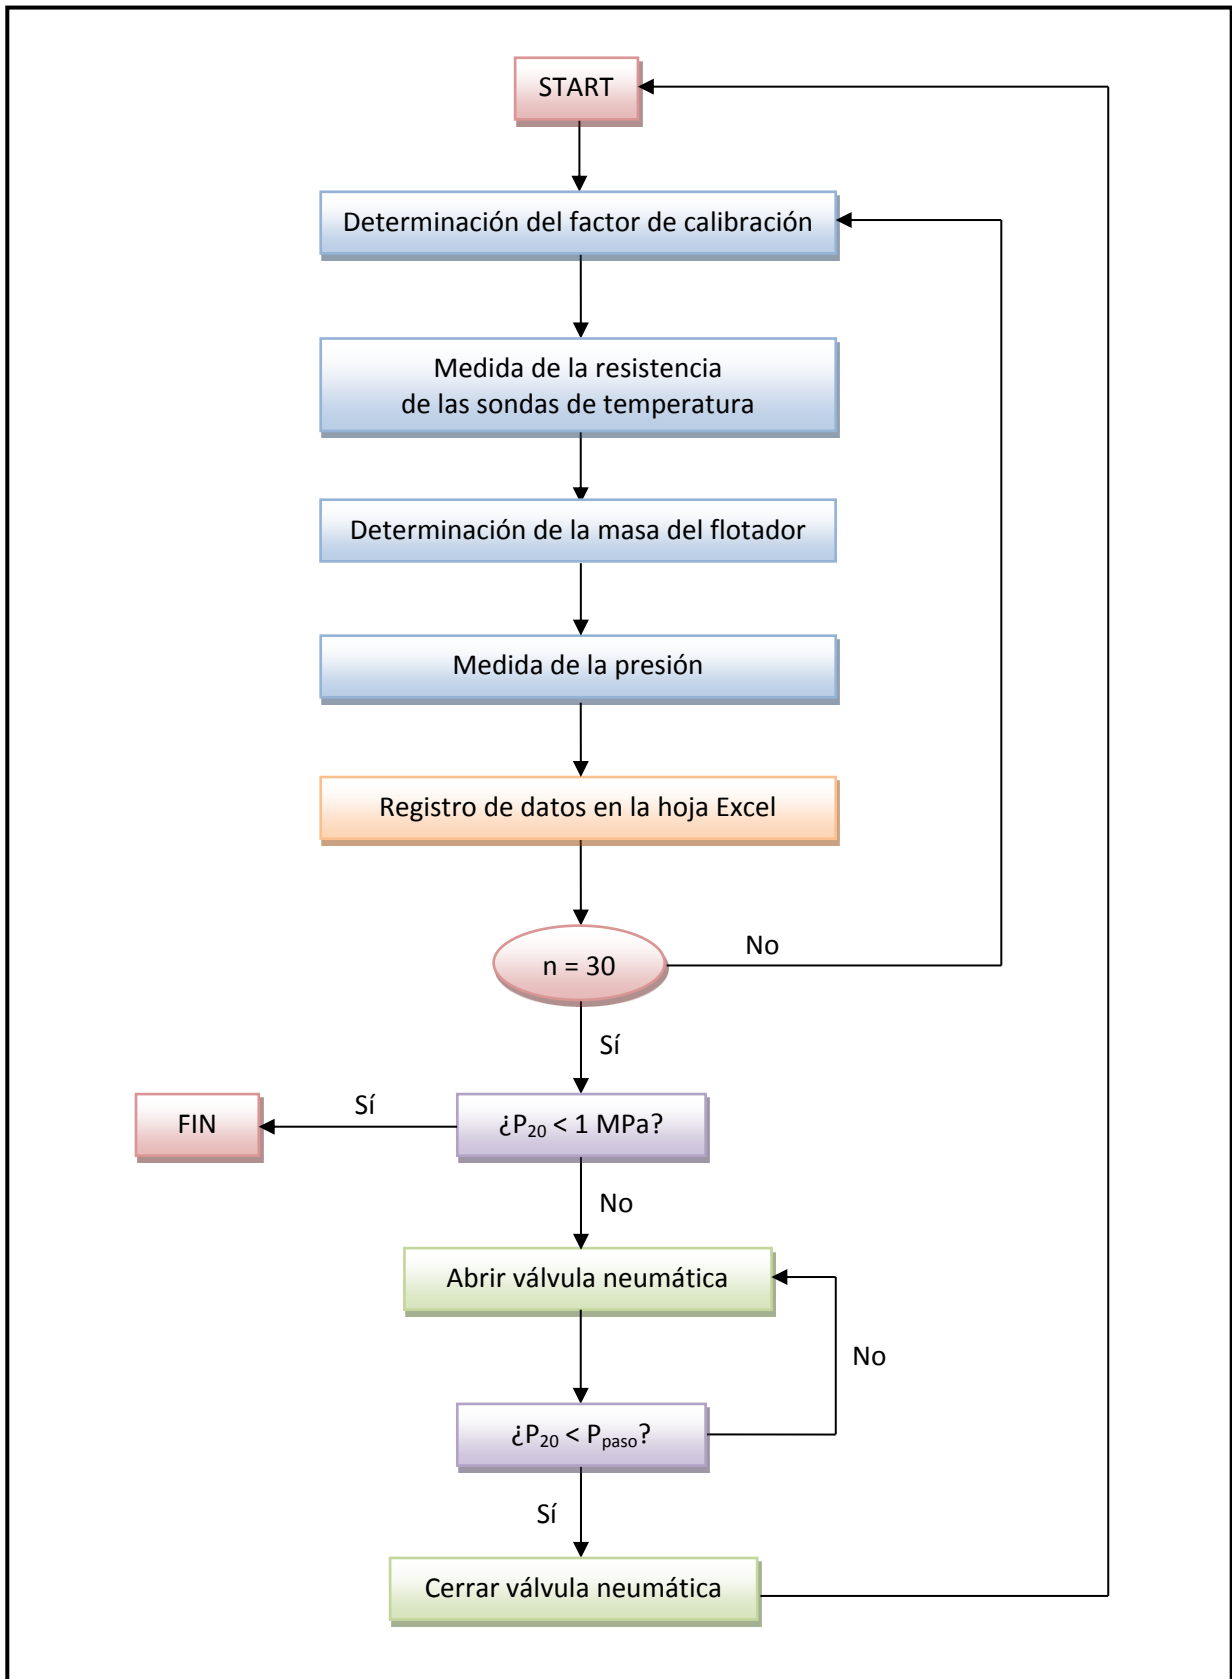 START
Determinación del factor de calibración
Medida de la resistencia
de las sondas de temperatura
Determinación de la masa del flotador
Medida de la presión
Registro de datos en la hoja Excel
n = 30
No
Sí
FIN
Sí
¿P₂₀ < 1 MPa?
No
Abrir válvula neumática
No
¿P₂₀ < Ppaso?
Sí
Cerrar válvula neumática